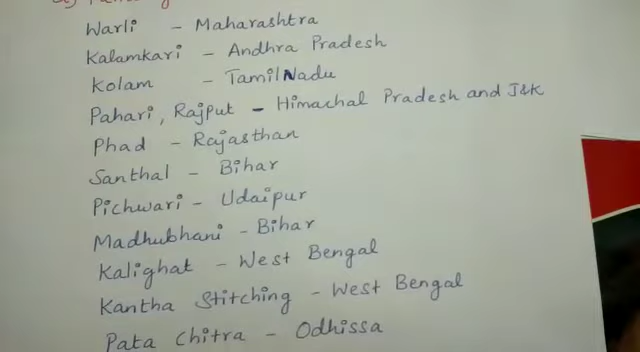 Warli - Maharashtra
Kalamkari - Andhra Pradesh
Kolam - TamilNadu
Pahari, Rajput - Himachal Pradesh and J&K
Phad - Rajasthan
Santhal - Bihar
Pichwari - Udaipur
Madhubhani - Bihar
Kalighat - West Bengal
Kantha Stitching - West Bengal
Pata Chitra - Odhissa